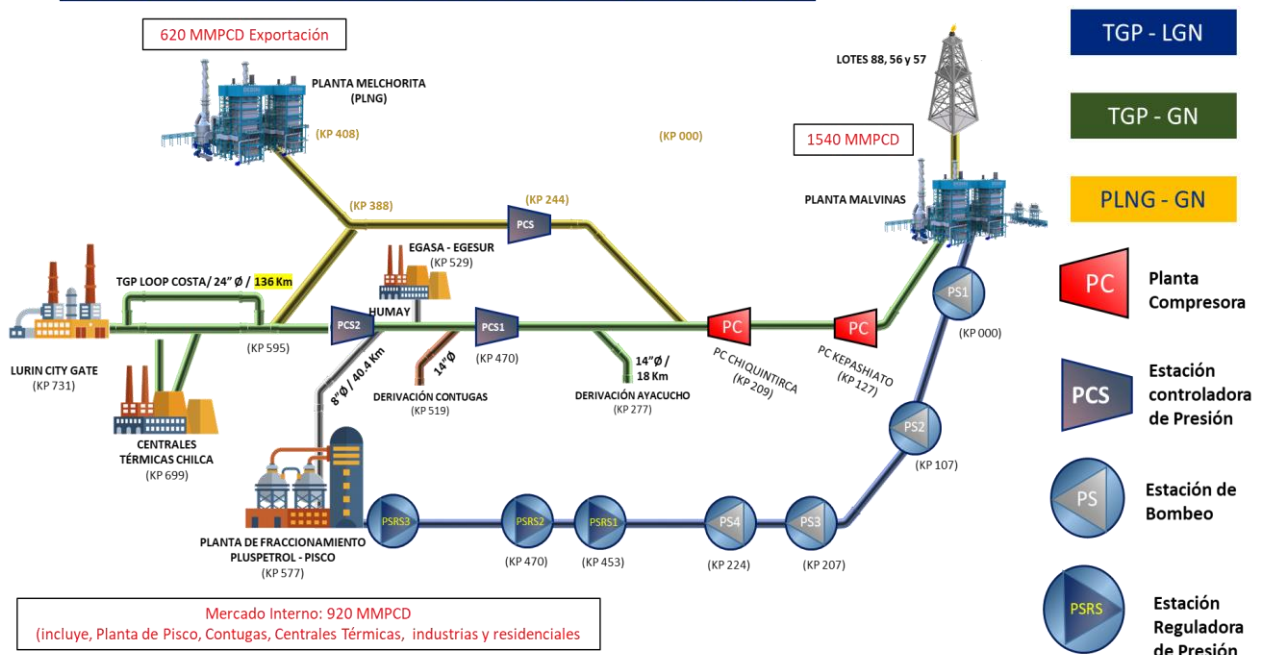 620 MMPCD Exportación
PLANTA MELCHORITA
(PLNG)
(KP 408)
(KP 000)
LOTES 88, 56 y 57
1540 MMPCD
PLANTA MALVINAS
(KP 388)
(KP 244)
PCS
EGASA - EGESUR
(KP 529)
TGP LOOP COSTA/ 24” Ø / 136 Km
HUMAY
PCS2
PCS1
PC
PC
PS1
(KP 000)
(KP 595)
(KP 470)
LURIN CITY GATE
(KP 731)
8”Ø / 40.4 Km
14”Ø
14”Ø /
18 Km
PC CHIQUINTIRCA
(KP 209)
PC KEPASHIATO
(KP 127)
DERIVACIÓN CONTUGAS
(KP 519)
DERIVACIÓN AYACUCHO
(KP 277)
CENTRALES
TÉRMICAS CHILCA
(KP 699)
PS2
(KP 107)
PSRS3
PSRS2
PSRS1
PS4
PS3
PLANTA DE FRACCIONAMIENTO
PLUSPETROL - PISCO
(KP 577)
(KP 470)
(KP 453)
(KP 224)
(KP 207)
Mercado Interno: 920 MMPCD
(incluye, Planta de Pisco, Contugas, Centrales Térmicas, industrias y residenciales
TGP - LGN
TGP - GN
PLNG - GN
PC
Planta
Compresora
PCS
Estación
controladora
de Presión
PS
Estación de
Bombeo
PSRS
Estación
Reguladora
de Presión